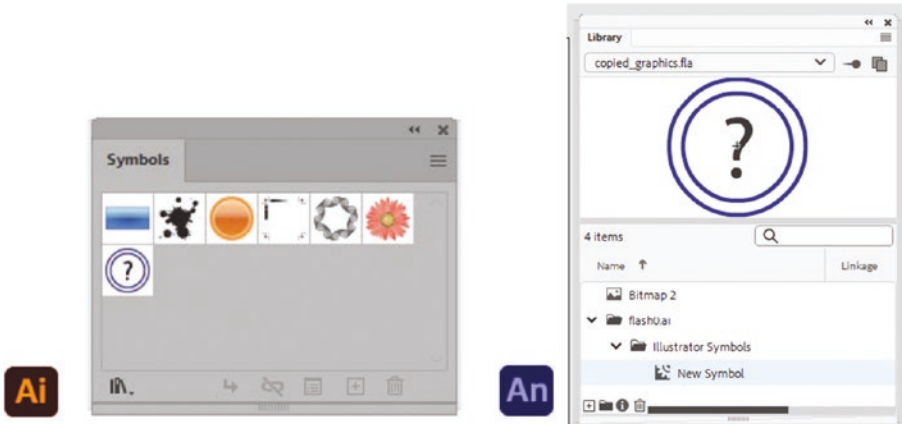 Symbols
?
Ai
Library
copied_graphics.fla
?
4 items
Name
Linkage
Bitmap 2
flash0.ai
Illustrator Symbols
New Symbol
An